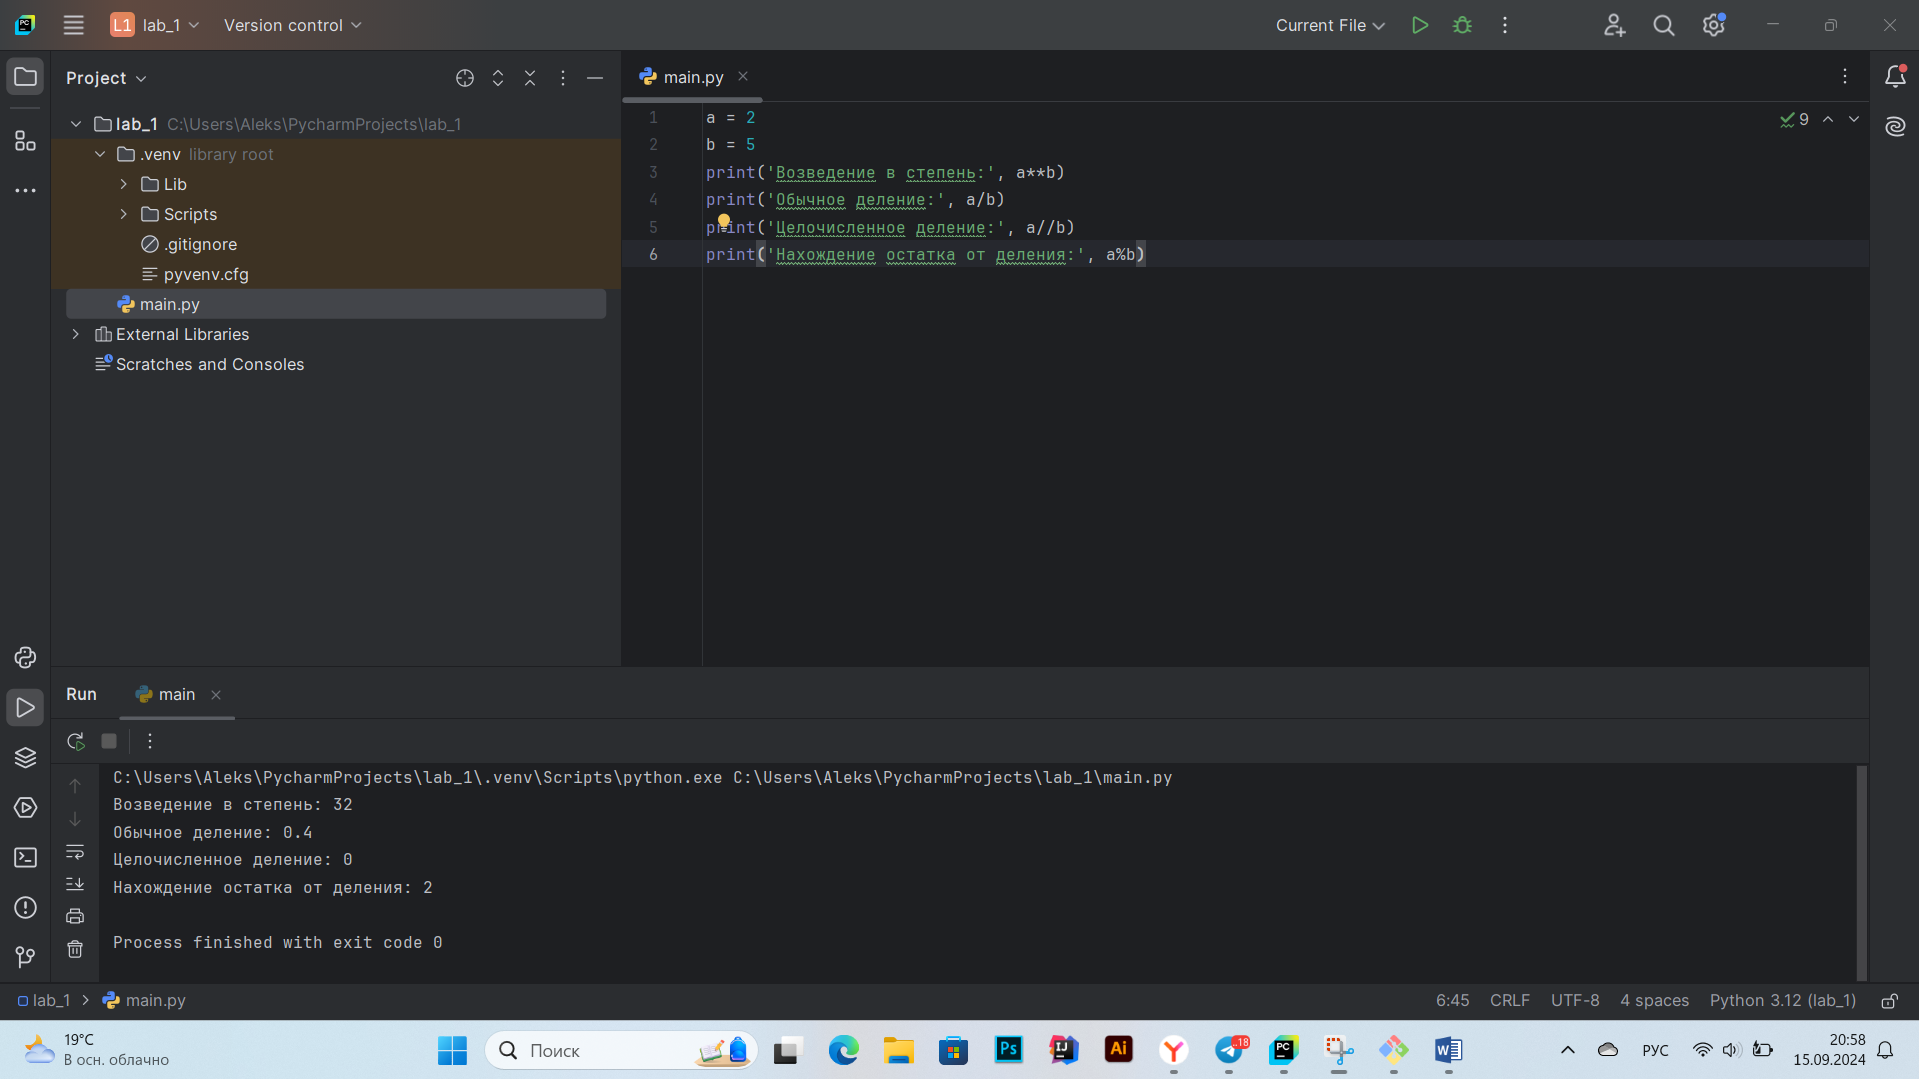 L1 lab_1 Version control Current File
Project
main.py
lab_1 C:\Users\Aleks\PycharmProjects\lab_1
.venv library root
Lib
Scripts
.gitignore
pyvenv.cfg
main.py
External Libraries
Scratches and Consoles
1 a = 2
2 b = 5
3 print('Возведение в степень:', a**b)
4 print('Обычное деление:', a/b)
5 print('Целочисленное деление:', a//b)
6 print('Нахождение остатка от деления:', a%b)
9
Run main
C:\Users\Aleks\PycharmProjects\lab_1\.venv\Scripts\python.exe C:\Users\Aleks\PycharmProjects\lab_1\main.py
Возведение в степень: 32
Обычное деление: 0.4
Целочисленное деление: 0
Нахождение остатка от деления: 2
Process finished with exit code 0
lab_1 main.py 6:45 CRLF UTF-8 4 spaces Python 3.12 (lab_1)
19°C
В осн. облачно
Поиск
Ps
IJ
Ai
18
PC
W
РУС
20:58
15.09.2024